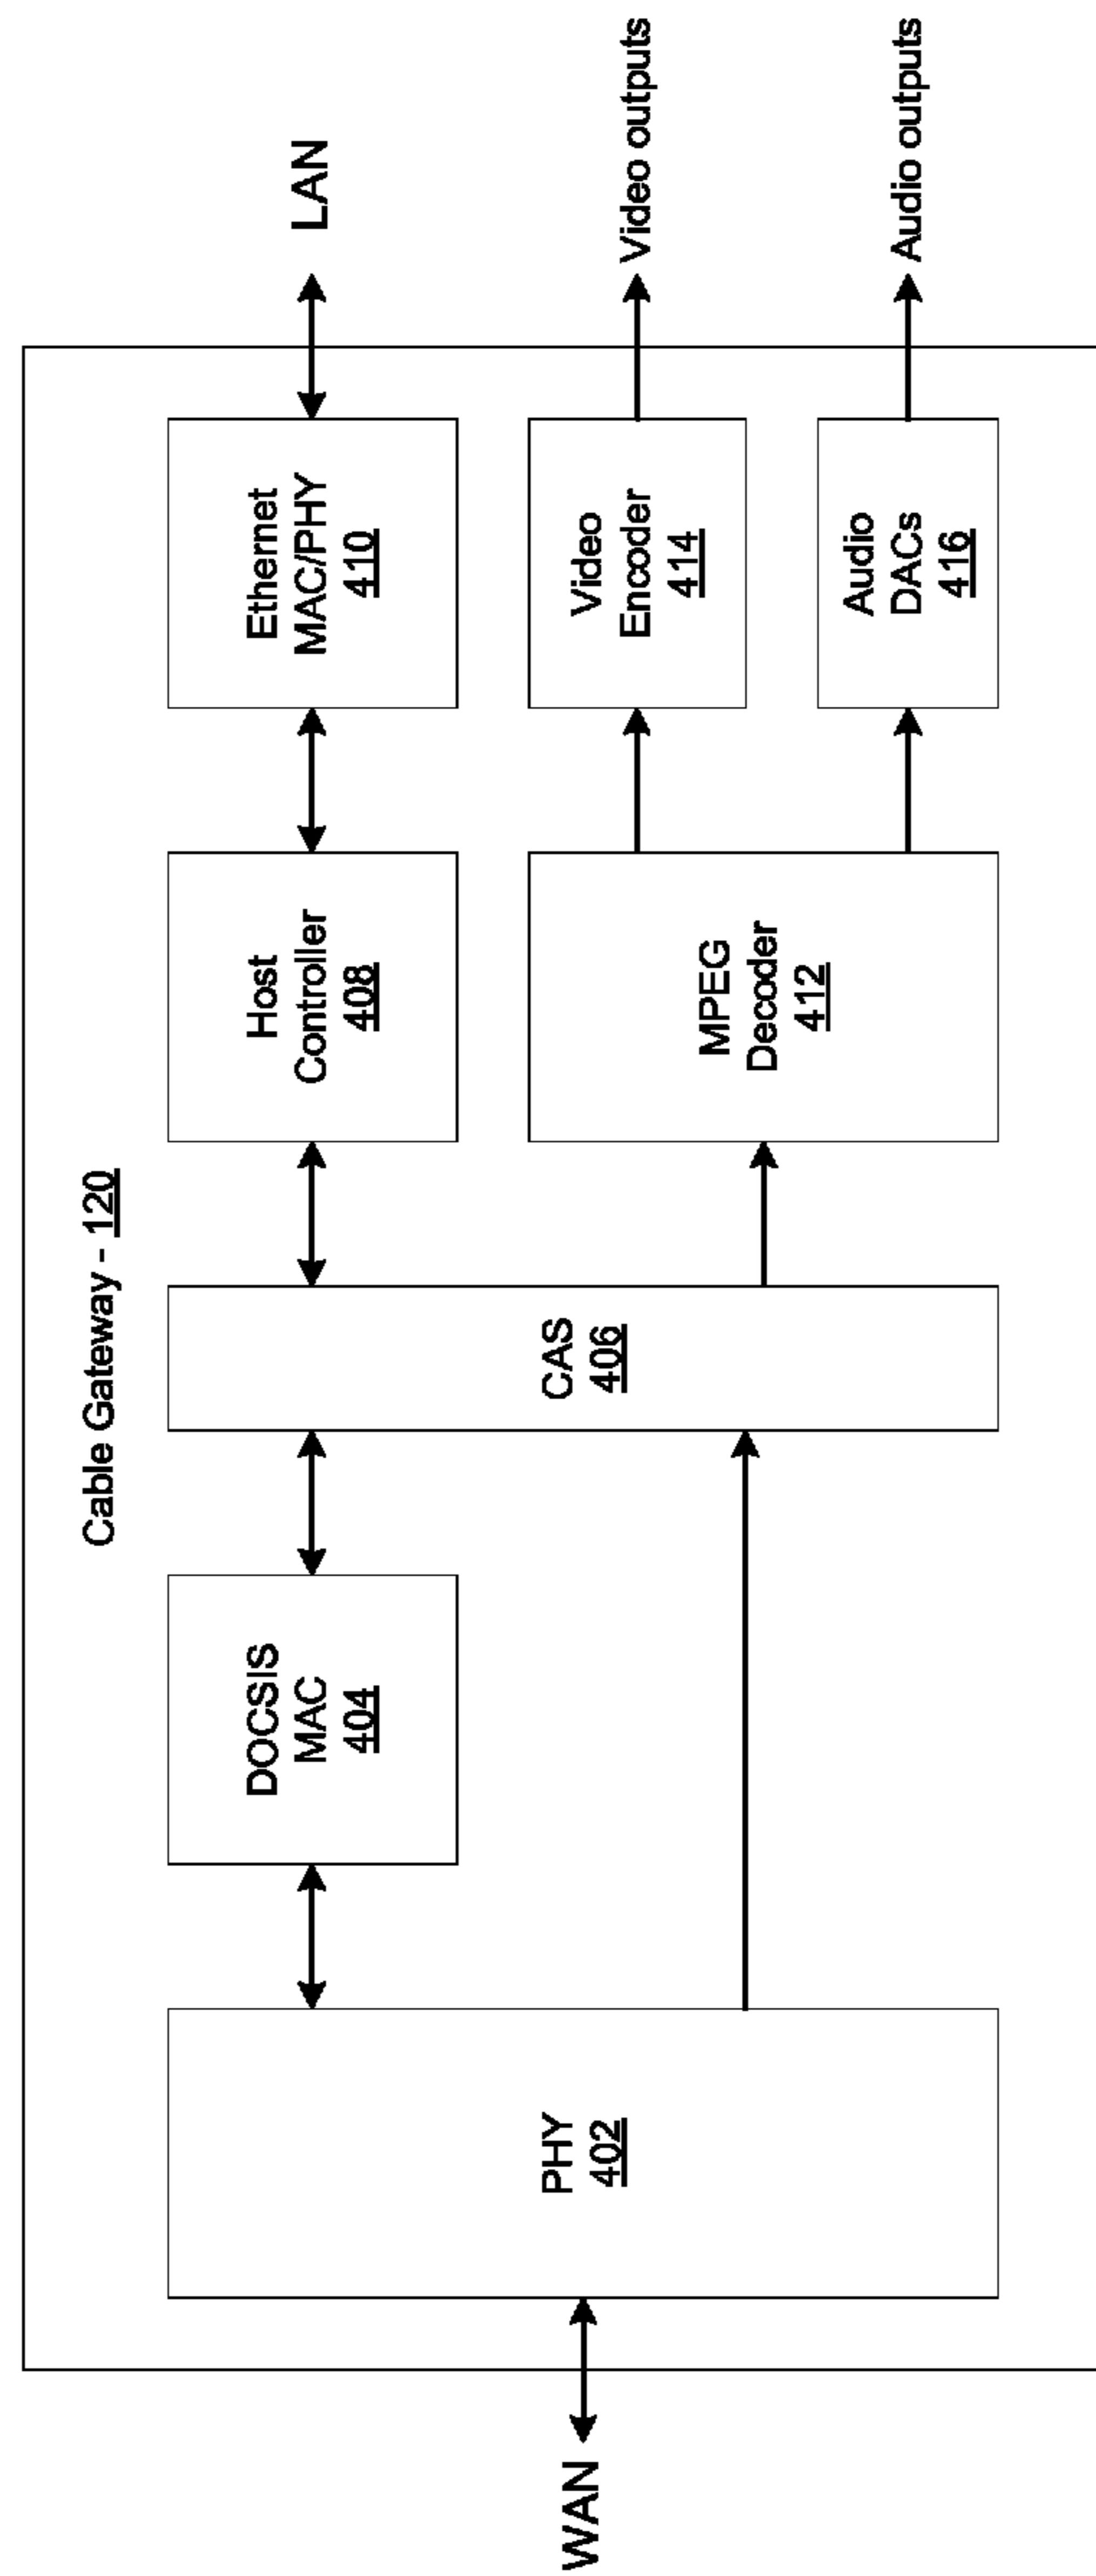 Cable Gateway - 120
WAN
PHY
402
DOCSIS
MAC
404
CAS
406
Host
Controller
408
Ethernet
MAC/PHY
410
LAN
MPEG
Decoder
412
Video
Encoder
414
Video outputs
Audio
DACs
416
Audio outputs